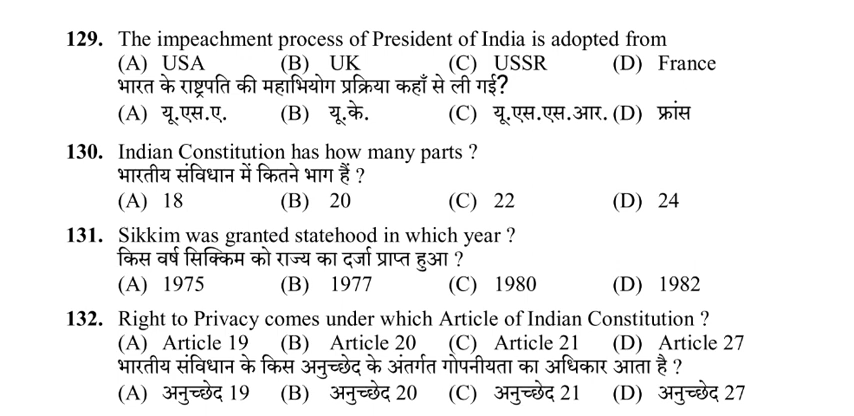 129. The impeachment process of President of India is adopted from
(A) USA (B) UK (C) USSR (D) France
भारत के राष्ट्रपति की महाभियोग प्रक्रिया कहाँ से ली गई?
(A) यू.एस.ए. (B) यू.के. (C) यू.एस.एस.आर. (D) फ्रांस
130. Indian Constitution has how many parts ?
भारतीय संविधान में कितने भाग हैं ?
(A) 18 (B) 20 (C) 22 (D) 24
131. Sikkim was granted statehood in which year ?
किस वर्ष सिक्किम को राज्य का दर्जा प्राप्त हुआ ?
(A) 1975 (B) 1977 (C) 1980 (D) 1982
132. Right to Privacy comes under which Article of Indian Constitution ?
(A) Article 19 (B) Article 20 (C) Article 21 (D) Article 27
भारतीय संविधान के किस अनुच्छेद के अंतर्गत गोपनीयता का अधिकार आता है ?
(A) अनुच्छेद 19 (B) अनुच्छेद 20 (C) अनुच्छेद 21 (D) अनुच्छेद 27